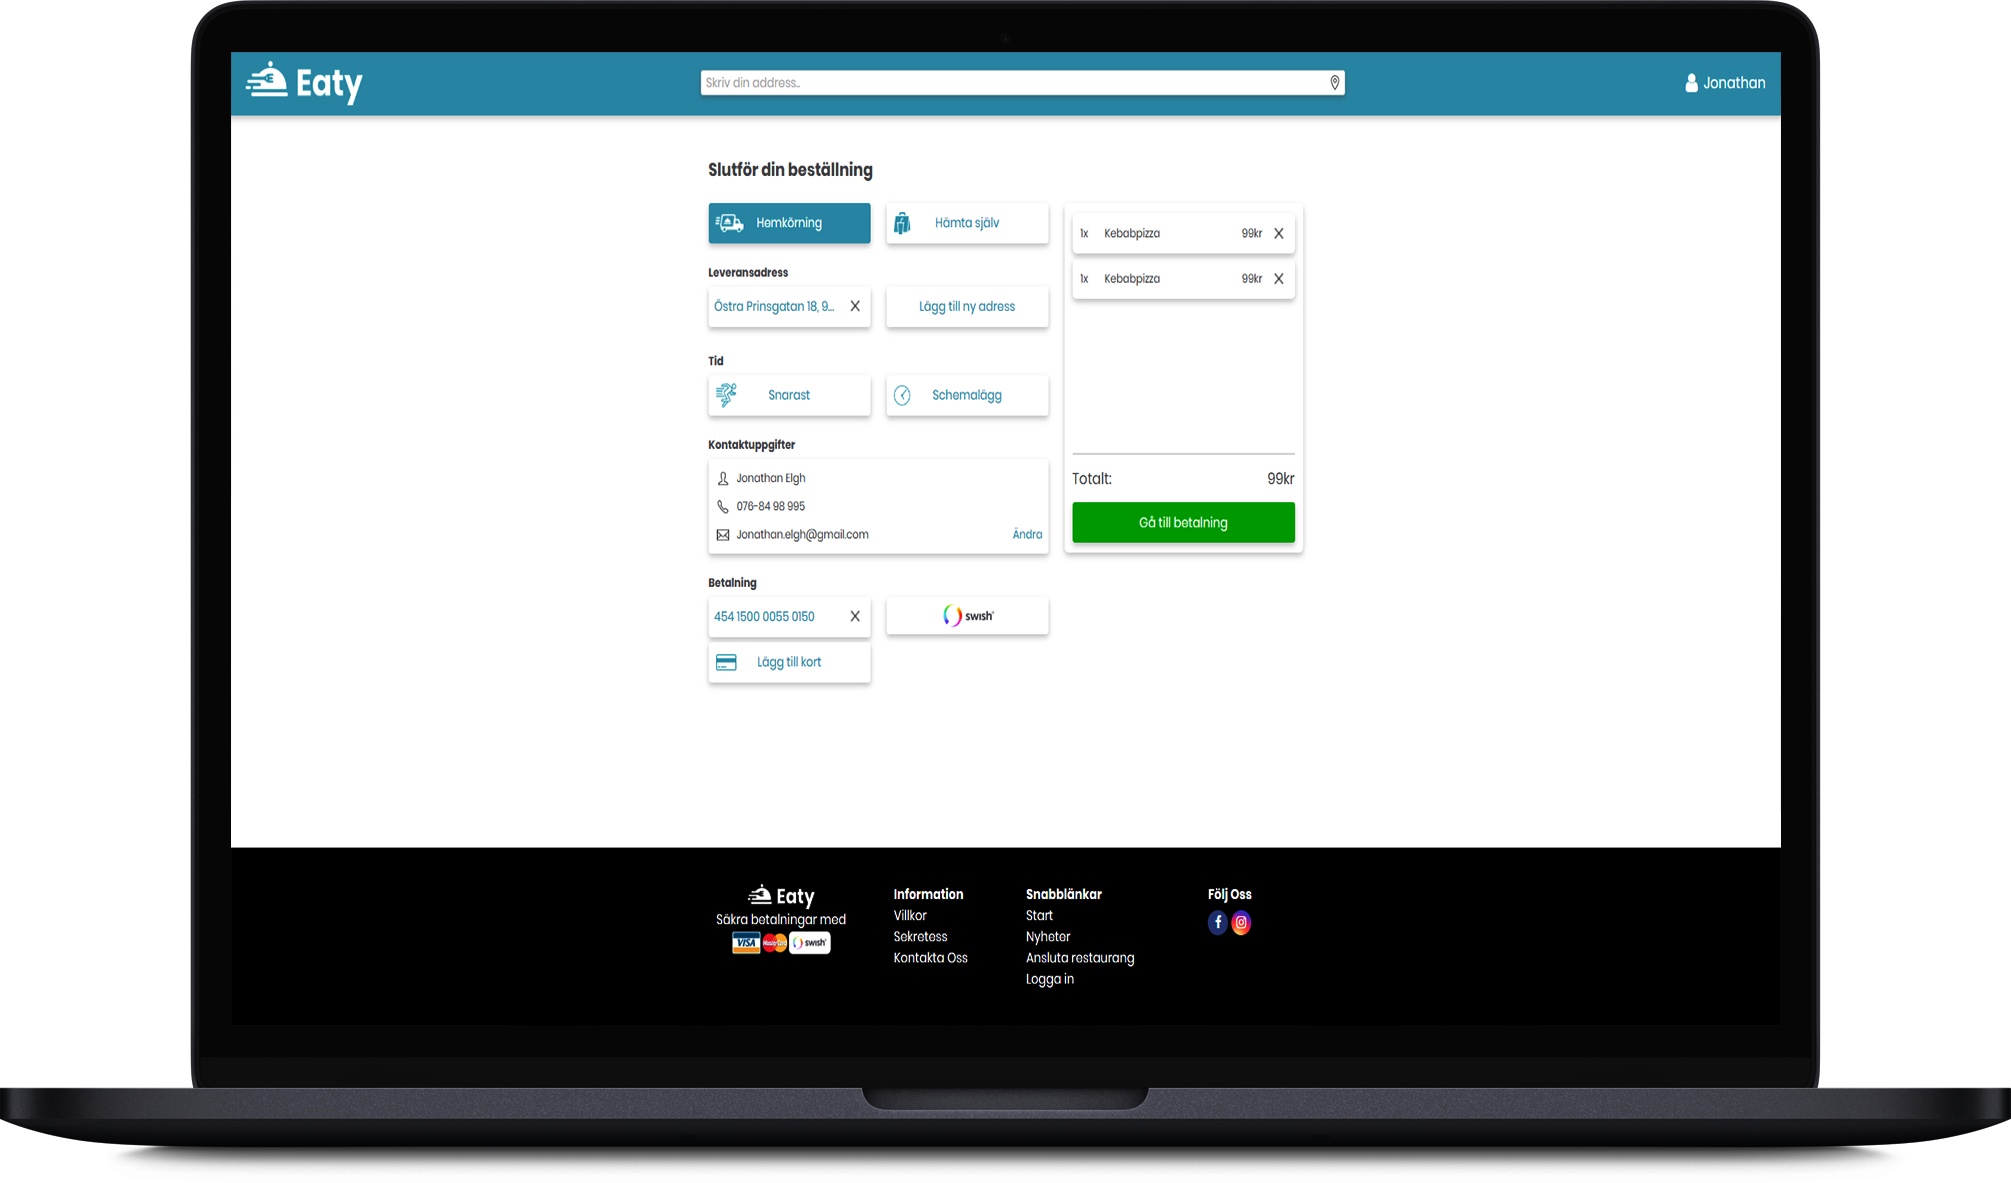 Eaty
Skriv din address..
Jonathan
Slutför din beställning
Hemkörning
Hämta själv
Leveransadress
Östra Prinsgatan 18, 9...
Lägg till ny adress
Tid
Snarast
Schemalägg
Kontaktuppgifter
Jonathan Elgh
076-84 98 995
Jonathan.elgh@gmail.com
Ändra
Betalning
454 1500 0055 0150
swish
Lägg till kort
1x Kebabpizza 99kr
1x Kebabpizza 99kr
Totalt: 99kr
Gå till betalning
Eaty
Säkra betalningar med
VISA MasterCard swish
Information
Villkor
Sekretess
Kontakta Oss
Snabblänkar
Start
Nyheter
Ansluta restaurang
Logga in
Följ Oss